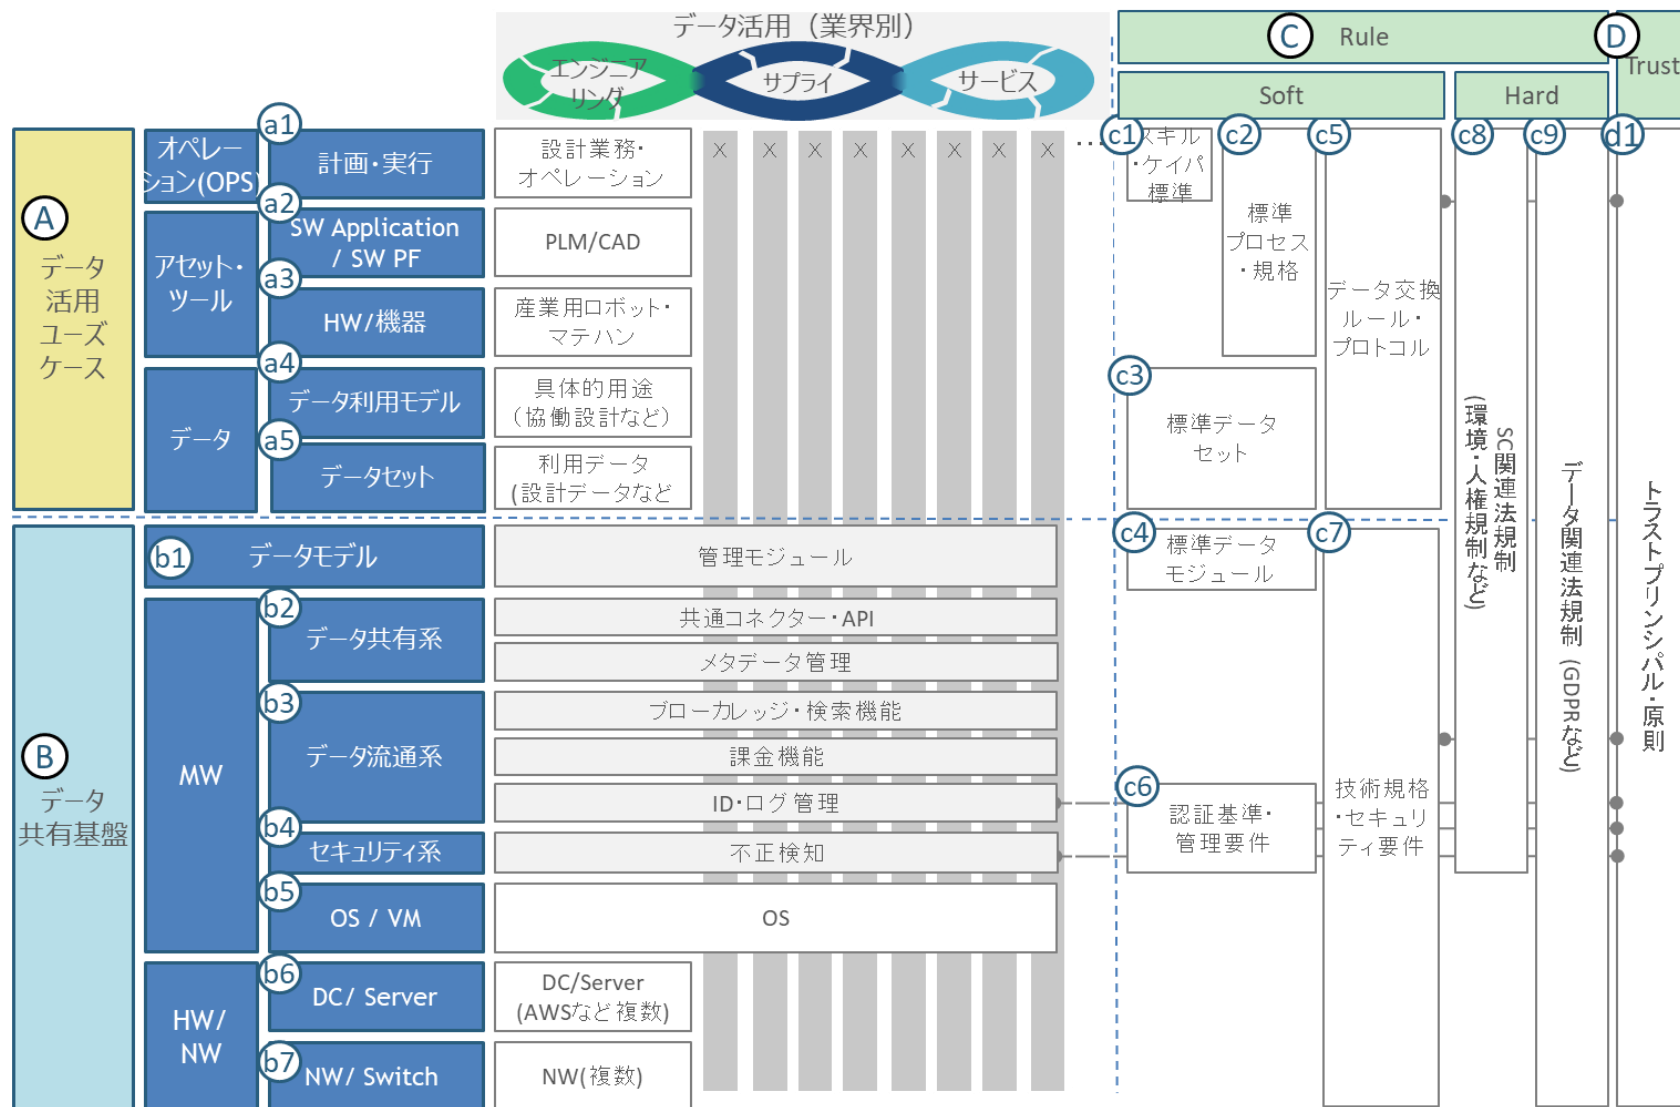 データ活用（業界別）
エンジニア
リンダ
サプライ
サービス
C
Rule
D
Trust
Soft
Hard
A
データ
活用
ユーズ
ケース
オペレー
ション(OPS)
a1
計画・実行
設計業務・
オペレーション
アセット・
ツール
a2
SW Application
/ SW PF
PLM/CAD
a3
HW/機器
産業用ロボット・
マテハン
データ
a4
データ利用モデル
具体的用途
（協働設計など）
a5
データセット
利用データ
(設計データなど
X X X X X X X X ...
c1
スキル
・ケイパ
標準
c2
標準
プロセス
・規格
c5
データ交換
ルール・
プロトコル
c3
標準データ
セット
c8
SC関連法規制
(環境・人権規制など)
c9
データ関連法規制 (GDPRなど)
d1
トラストプリンシパル・原則
B
データ
共有基盤
b1
データモデル
管理モジュール
MW
b2
データ共有系
共通コネクター・API
メタデータ管理
b3
データ流通系
ブローカレッジ・検索機能
課金機能
ID・ログ管理
b4
セキュリティ系
不正検知
b5
OS / VM
OS
HW/
NW
b6
DC/ Server
DC/Server
(AWSなど複数)
b7
NW/ Switch
NW(複数)
c4
標準データ
モジュール
c7
技術規格
・セキュリ
ティ要件
c6
認証基準・
管理要件